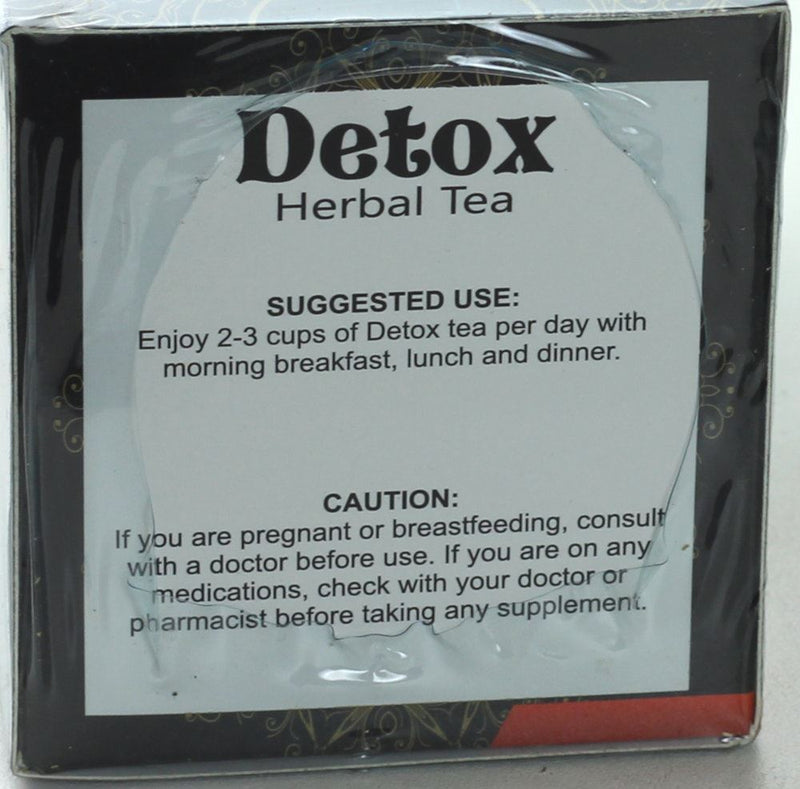 Detox
Herbal Tea
SUGGESTED USE:
Enjoy 2-3 cups of Detox tea per day with
morning breakfast, lunch and dinner.
CAUTION:
If you are pregnant or breastfeeding, consult
with a doctor before use. If you are on any
medications, check with your doctor or
pharmacist before taking any supplement.